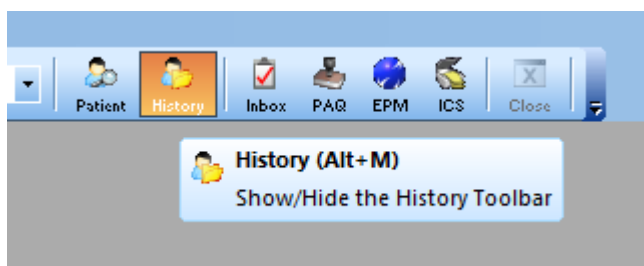 Patient History Inbox PAQ EPM ICS Close
History (Alt+M)
Show/Hide the History Toolbar